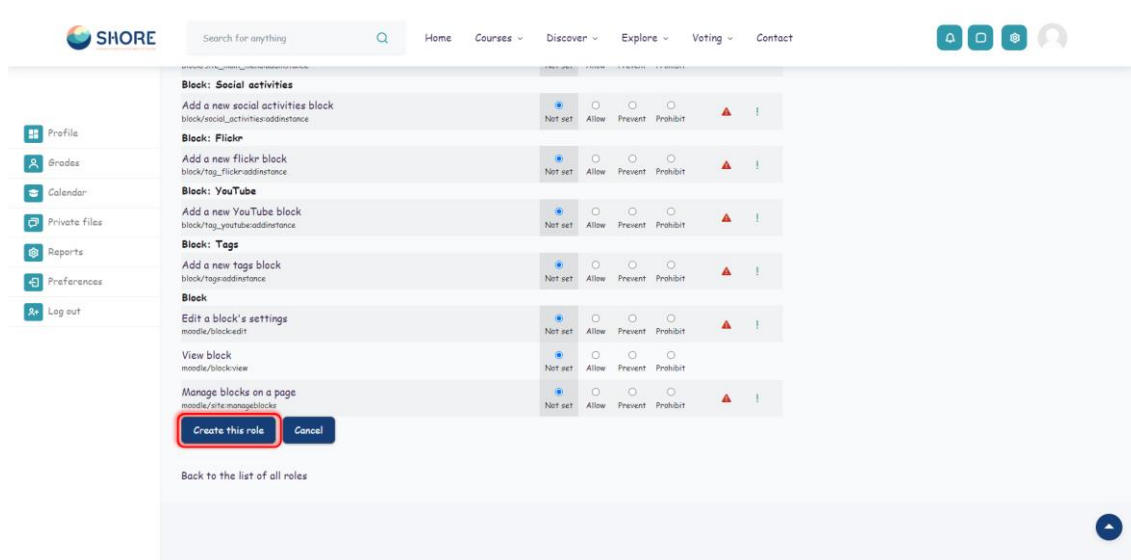 SHORE
Search for anything
Home Courses Discover Explore Voting Contact
Block: Social activities
Add a new social activities block
block/social_activities:addinstance
Not set Allow Prevent Prohibit
Block: Flickr
Add a new flickr block
block/tag_flickr:addinstance
Not set Allow Prevent Prohibit
Block: YouTube
Add a new YouTube block
block/tag_youtube:addinstance
Not set Allow Prevent Prohibit
Block: Tags
Add a new tags block
block/tags:addinstance
Not set Allow Prevent Prohibit
Block
Edit a block's settings
moodle/block:edit
Not set Allow Prevent Prohibit
View block
moodle/block:view
Not set Allow Prevent Prohibit
Manage blocks on a page
moodle/site:manageblocks
Not set Allow Prevent Prohibit
Create this role Cancel
Back to the list of all roles
Profile
Grades
Calendar
Private files
Reports
Preferences
Log out